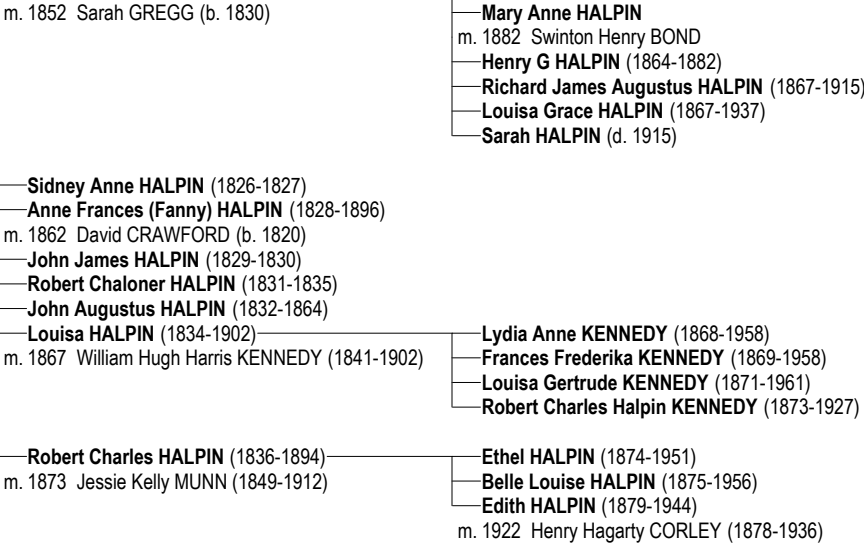 m. 1852 Sarah GREGG (b. 1830)
Mary Anne HALPIN
m. 1882 Swinton Henry BOND
Henry G HALPIN (1864-1882)
Richard James Augustus HALPIN (1867-1915)
Louisa Grace HALPIN (1867-1937)
Sarah HALPIN (d. 1915)
Sidney Anne HALPIN (1826-1827)
Anne Frances (Fanny) HALPIN (1828-1896)
m. 1862 David CRAWFORD (b. 1820)
John James HALPIN (1829-1830)
Robert Chaloner HALPIN (1831-1835)
John Augustus HALPIN (1832-1864)
Louisa HALPIN (1834-1902)
m. 1867 William Hugh Harris KENNEDY (1841-1902)
Lydia Anne KENNEDY (1868-1958)
Frances Frederika KENNEDY (1869-1958)
Louisa Gertrude KENNEDY (1871-1961)
Robert Charles Halpin KENNEDY (1873-1927)
Robert Charles HALPIN (1836-1894)
m. 1873 Jessie Kelly MUNN (1849-1912)
Ethel HALPIN (1874-1951)
Belle Louise HALPIN (1875-1956)
Edith HALPIN (1879-1944)
m. 1922 Henry Hagarty CORLEY (1878-1936)